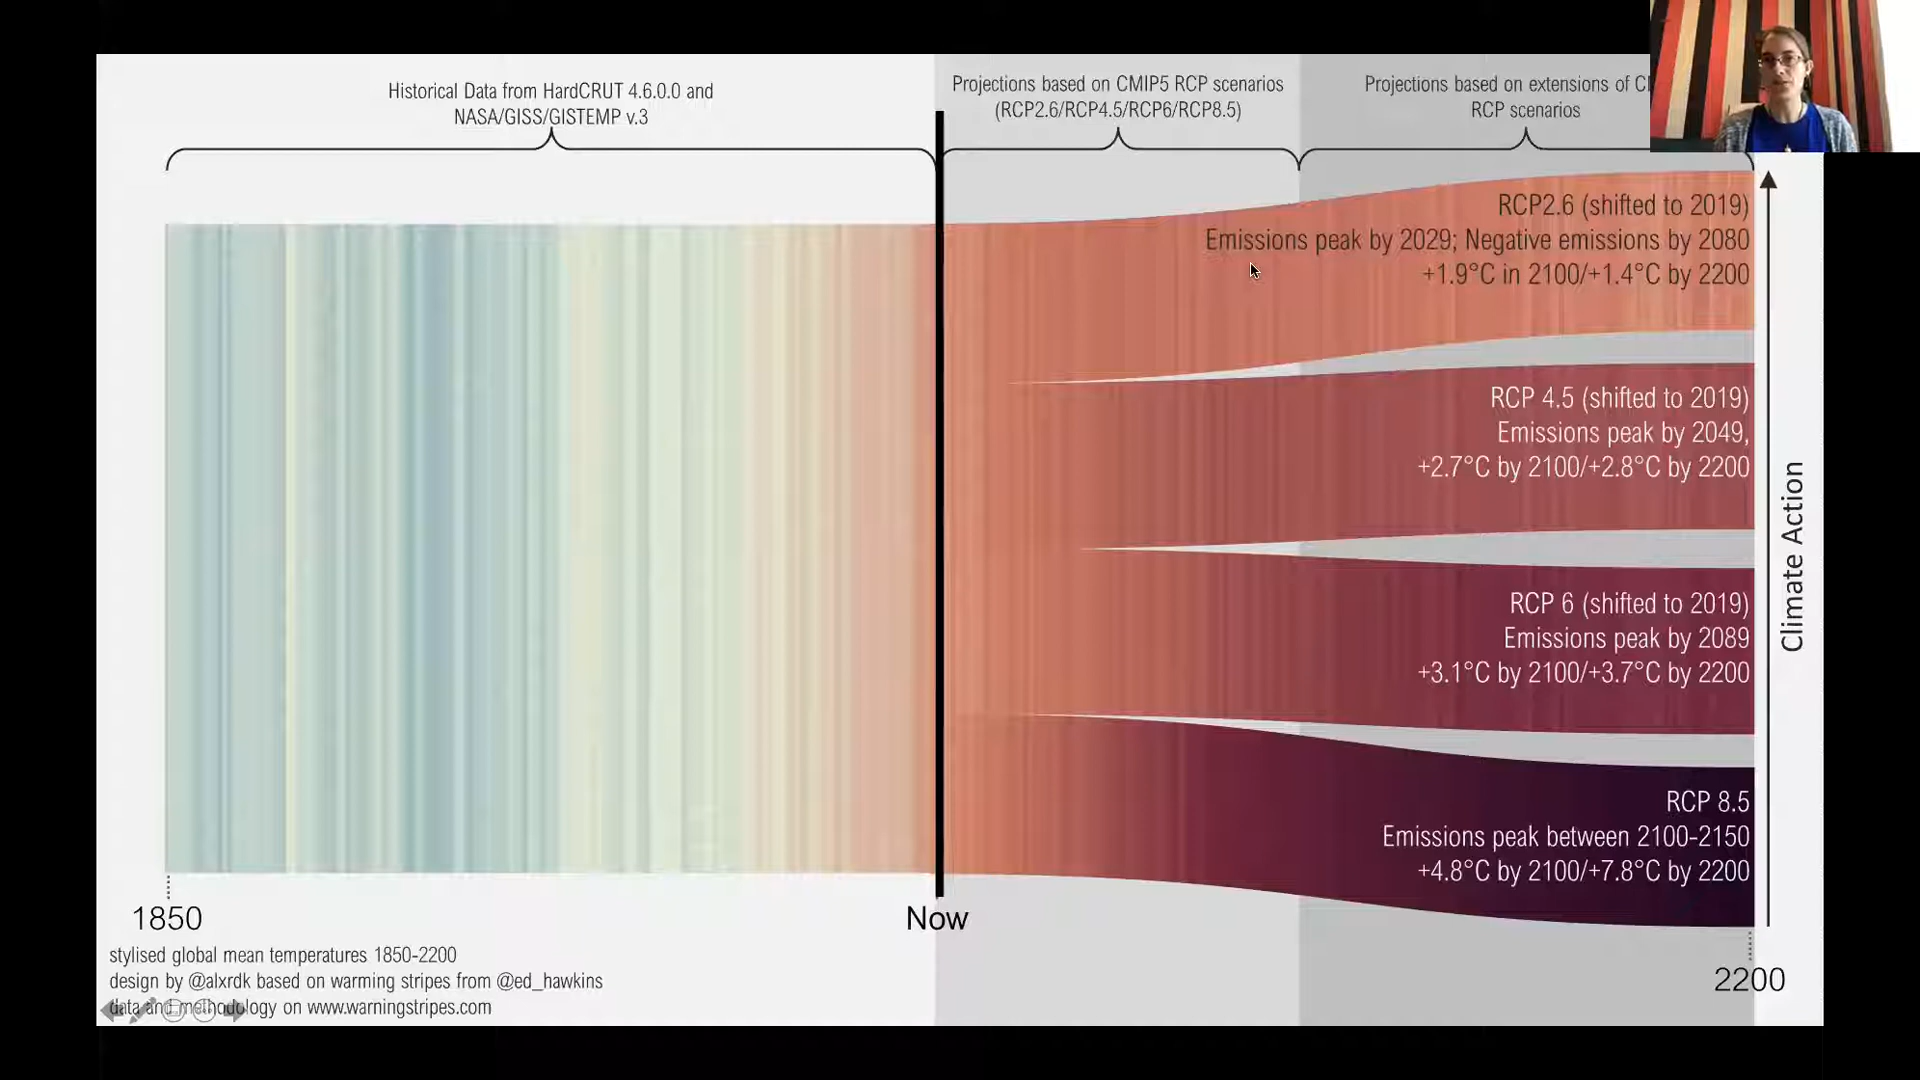 Historical Data from HardCRUT 4.6.0.0 and
NASA/GISS/GISTEMP v.3
Projections based on CMIP5 RCP scenarios
(RCP2.6/RCP4.5/RCP6/RCP8.5)
Projections based on extensions of
RCP scenarios
RCP2.6 (shifted to 2019)
Emissions peak by 2029; Negative emissions by 2080
+1.9°C in 2100/+1.4°C by 2200
RCP 4.5 (shifted to 2019)
Emissions peak by 2049,
+2.7°C by 2100/+2.8°C by 2200
RCP 6 (shifted to 2019)
Emissions peak by 2089
+3.1°C by 2100/+3.7°C by 2200
RCP 8.5
Emissions peak between 2100-2150
+4.8°C by 2100/+7.8°C by 2200
Climate Action
1850
Now
2200
stylised global mean temperatures 1850-2200
design by @alxrdk based on warming stripes from @ed_hawkins
data and methodology on www.warningstripes.com